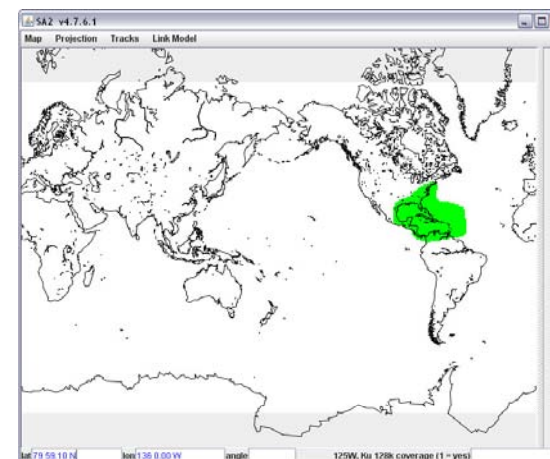 SA2 v4.7.6.1
Map Projection Tracks Link Model
lat 79 59.10 N lon 136 0.00 W angle 125W, Ku 128k coverage (1 = yes)